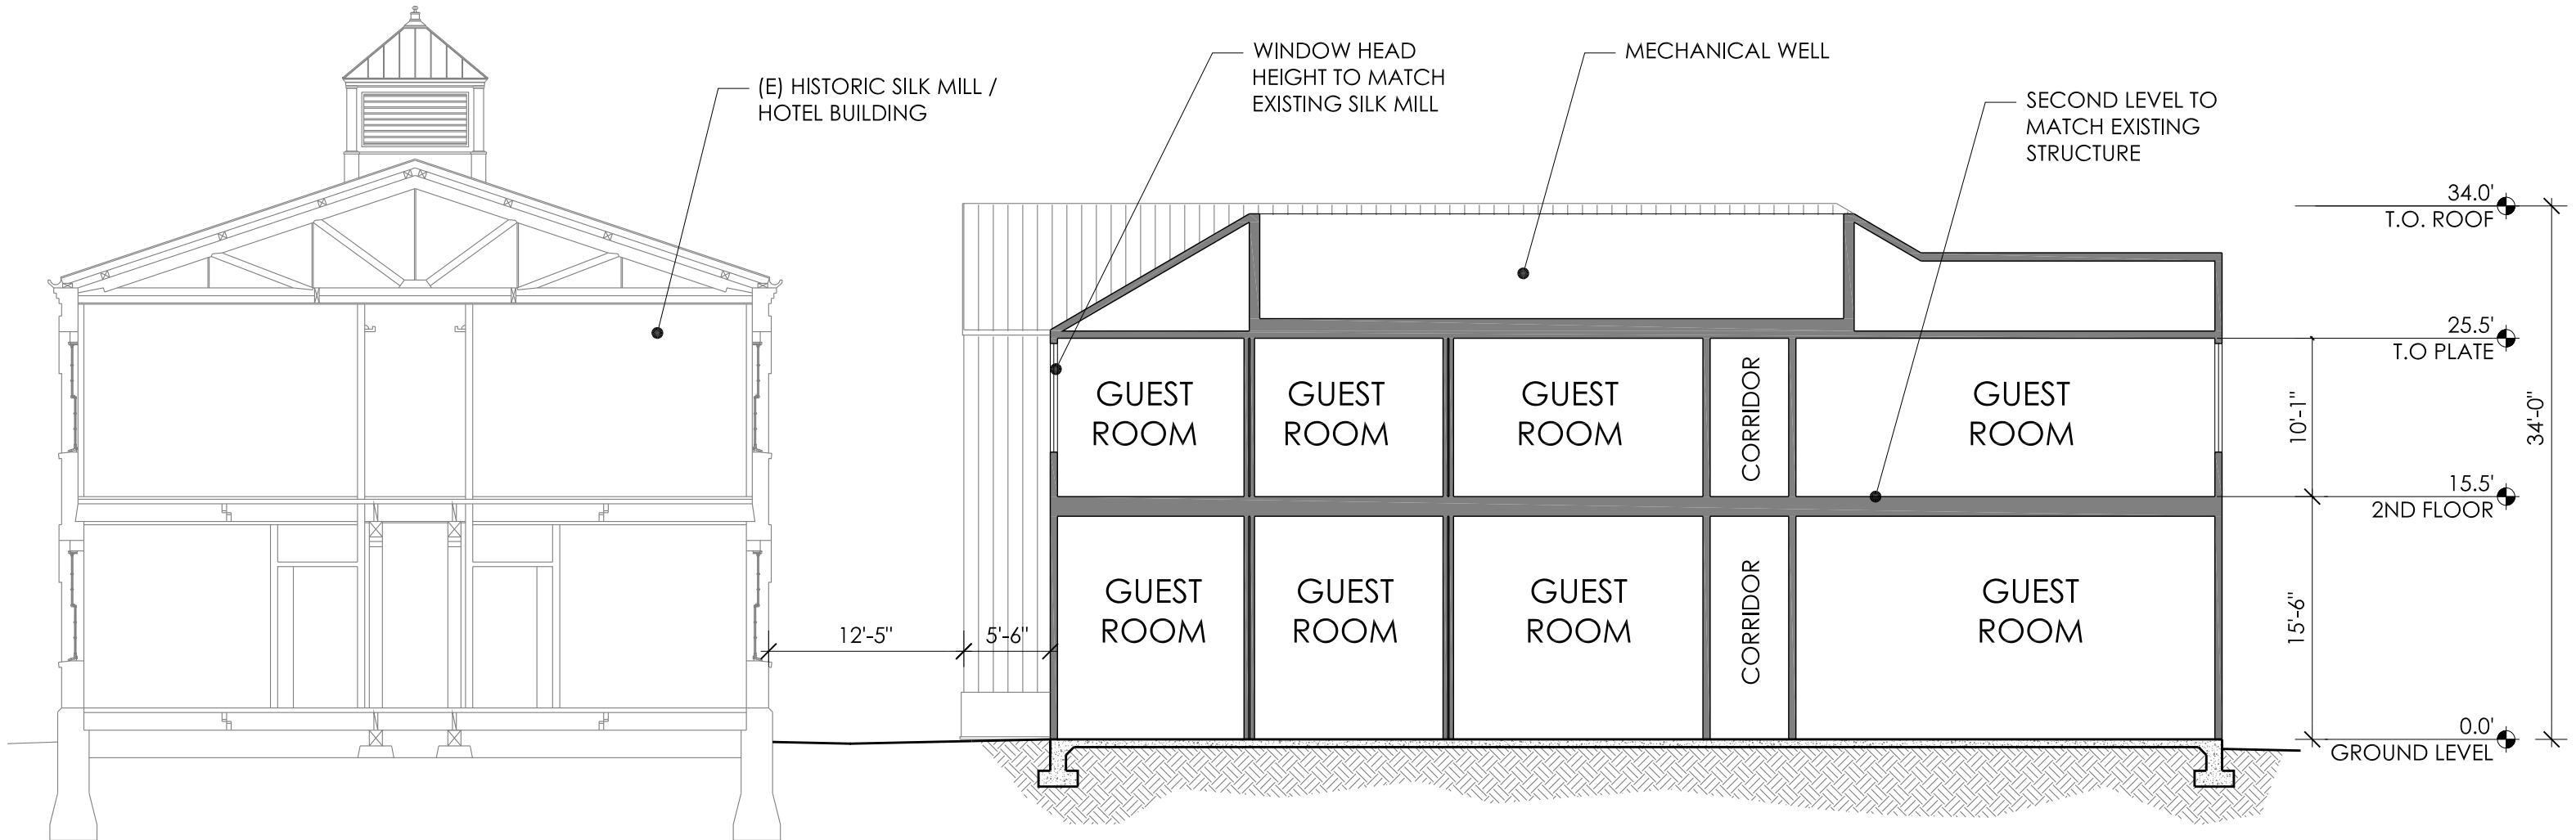 (E) HISTORIC SILK MILL /
HOTEL BUILDING
WINDOW HEAD
HEIGHT TO MATCH
EXISTING SILK MILL
MECHANICAL WELL
SECOND LEVEL TO
MATCH EXISTING
STRUCTURE
34.0'
T.O. ROOF
25.5'
T.O PLATE
15.5'
2ND FLOOR
0.0'
GROUND LEVEL
10'-1"
15'-6"
34'-0"
GUEST
ROOM
GUEST
ROOM
GUEST
ROOM
CORRIDOR
GUEST
ROOM
GUEST
ROOM
GUEST
ROOM
GUEST
ROOM
CORRIDOR
GUEST
ROOM
12'-5"
5'-6"